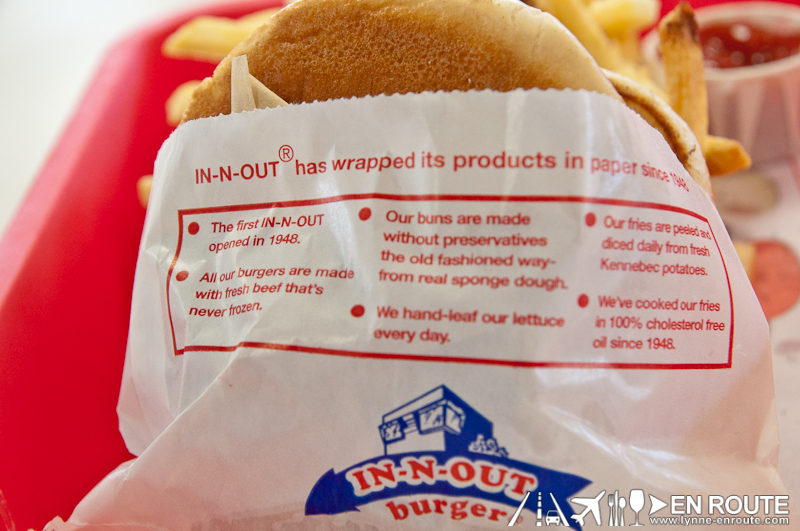 IN-N-OUT® has wrapped its products in paper since 1948
The first IN-N-OUT
opened in 1948.
All our burgers are made
with fresh beef that's
never frozen.
Our buns are made
without preservatives
the old fashioned way-
from real sponge dough.
We hand-leaf our lettuce
every day.
Our fries are peeled and
diced daily from fresh
Kennebec potatoes.
We've cooked our fries
in 100% cholesterol free
oil since 1948.
IN-N-OUT
burger
EN ROUTE
www.lynne-enroute.com